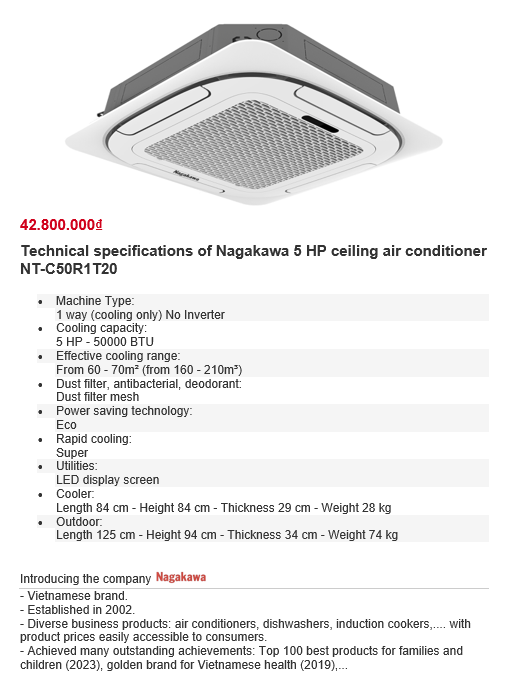 Nagakawa
42.800.000₫
Technical specifications of Nagakawa 5 HP ceiling air conditioner
NT-C50R1T20
• Machine Type:
1 way (cooling only) No Inverter
• Cooling capacity:
5 HP - 50000 BTU
• Effective cooling range:
From 60 - 70m² (from 160 - 210m³)
• Dust filter, antibacterial, deodorant:
Dust filter mesh
• Power saving technology:
Eco
• Rapid cooling:
Super
• Utilities:
LED display screen
• Cooler:
Length 84 cm - Height 84 cm - Thickness 29 cm - Weight 28 kg
• Outdoor:
Length 125 cm - Height 94 cm - Thickness 34 cm - Weight 74 kg
Introducing the company Nagakawa
- Vietnamese brand.
- Established in 2002.
- Diverse business products: air conditioners, dishwashers, induction cookers,.... with
product prices easily accessible to consumers.
- Achieved many outstanding achievements: Top 100 best products for families and
children (2023), golden brand for Vietnamese health (2019),...